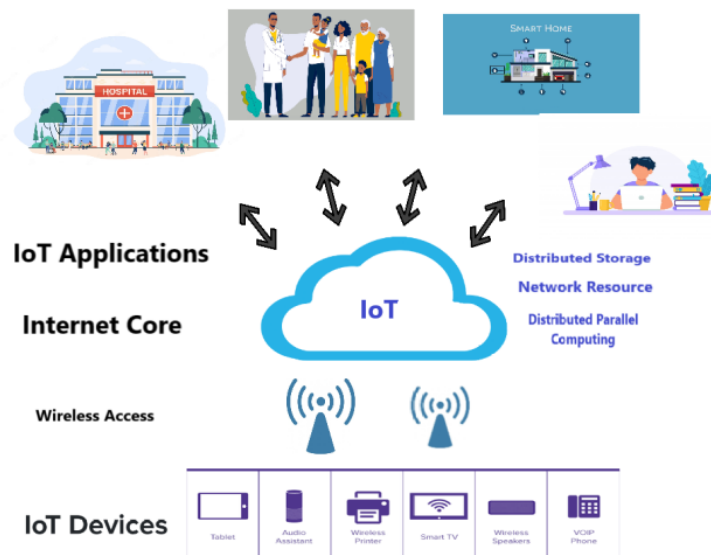 SMART HOME
HOSPITAL
IoT Applications
Distributed Storage
Network Resource
IoT
Internet Core
Distributed Parallel
Computing
Wireless Access
IoT Devices
Tablet
Audio
Assistant
Wireless
Printer
Smart TV
Wireless
Speakers
VOIP
Phone